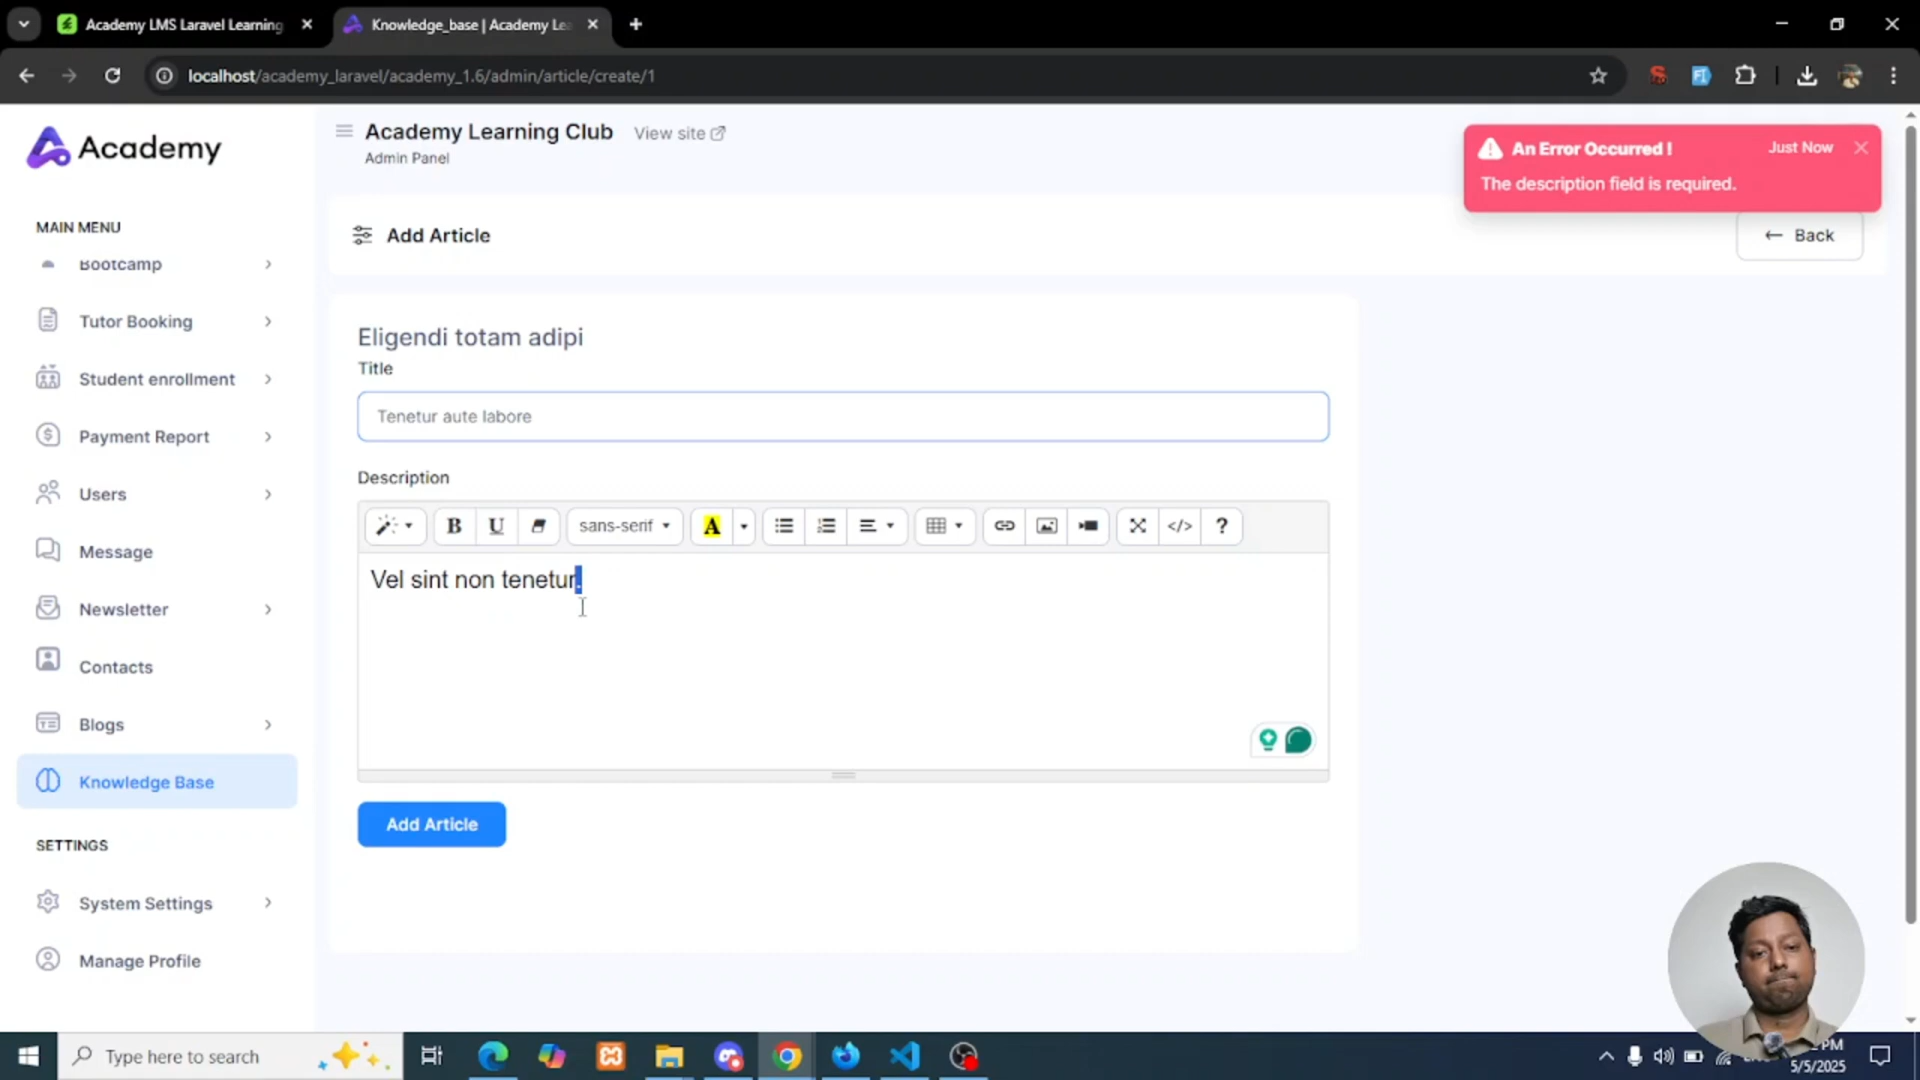 Academy LMS Laravel Learning
Knowledge_base | Academy Lea
localhost/academy_laravel/academy_1.6/admin/article/create/1
Academy
Academy Learning Club
View site
Admin Panel
An Error Occurred !
Just Now
The description field is required.
MAIN MENU
Bootcamp
Tutor Booking
Student enrollment
Payment Report
Users
Message
Newsletter
Contacts
Blogs
Knowledge Base
SETTINGS
System Settings
Manage Profile
Add Article
Back
Eligendi totam adipi
Title
Tenetur aute labore
Description
B U sans-serif A </> ?
Vel sint non tenetur.
Add Article
Type here to search
PM
5/5/2025